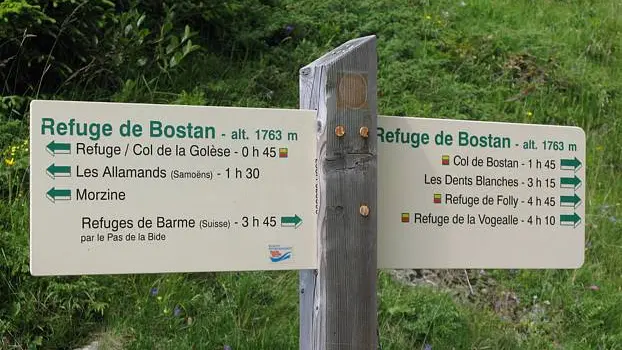 Refuge de Bostan - alt. 1763 m
Refuge / Col de la Golèse - 0 h 45
Les Allamands (Samoëns) - 1 h 30
Morzine
Refuges de Barme (Suisse) - 3 h 45
par le Pas de la Bide
Refuge de Bostan - alt. 1763 m
Col de Bostan - 1 h 45
Les Dents Blanches - 3 h 15
Refuge de Folly - 4 h 45
Refuge de la Vogealle - 4 h 10